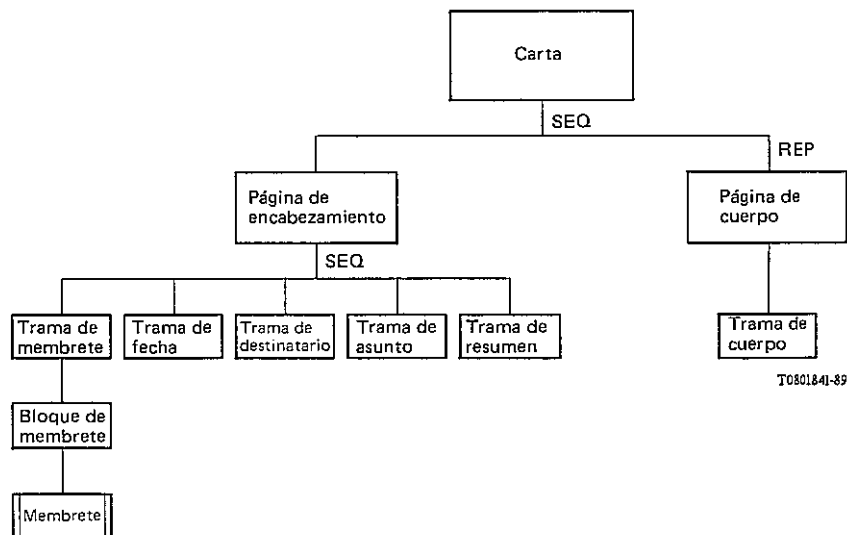 Carta
SEQ
REP
Página de
encabezamiento
Página de
cuerpo
SEQ
Trama de
membrete
Trama de
fecha
Trama de
destinatario
Trama de
asunto
Trama de
resumen
Trama de
cuerpo
T0801841-89
Bloque de
membrete
Membrete